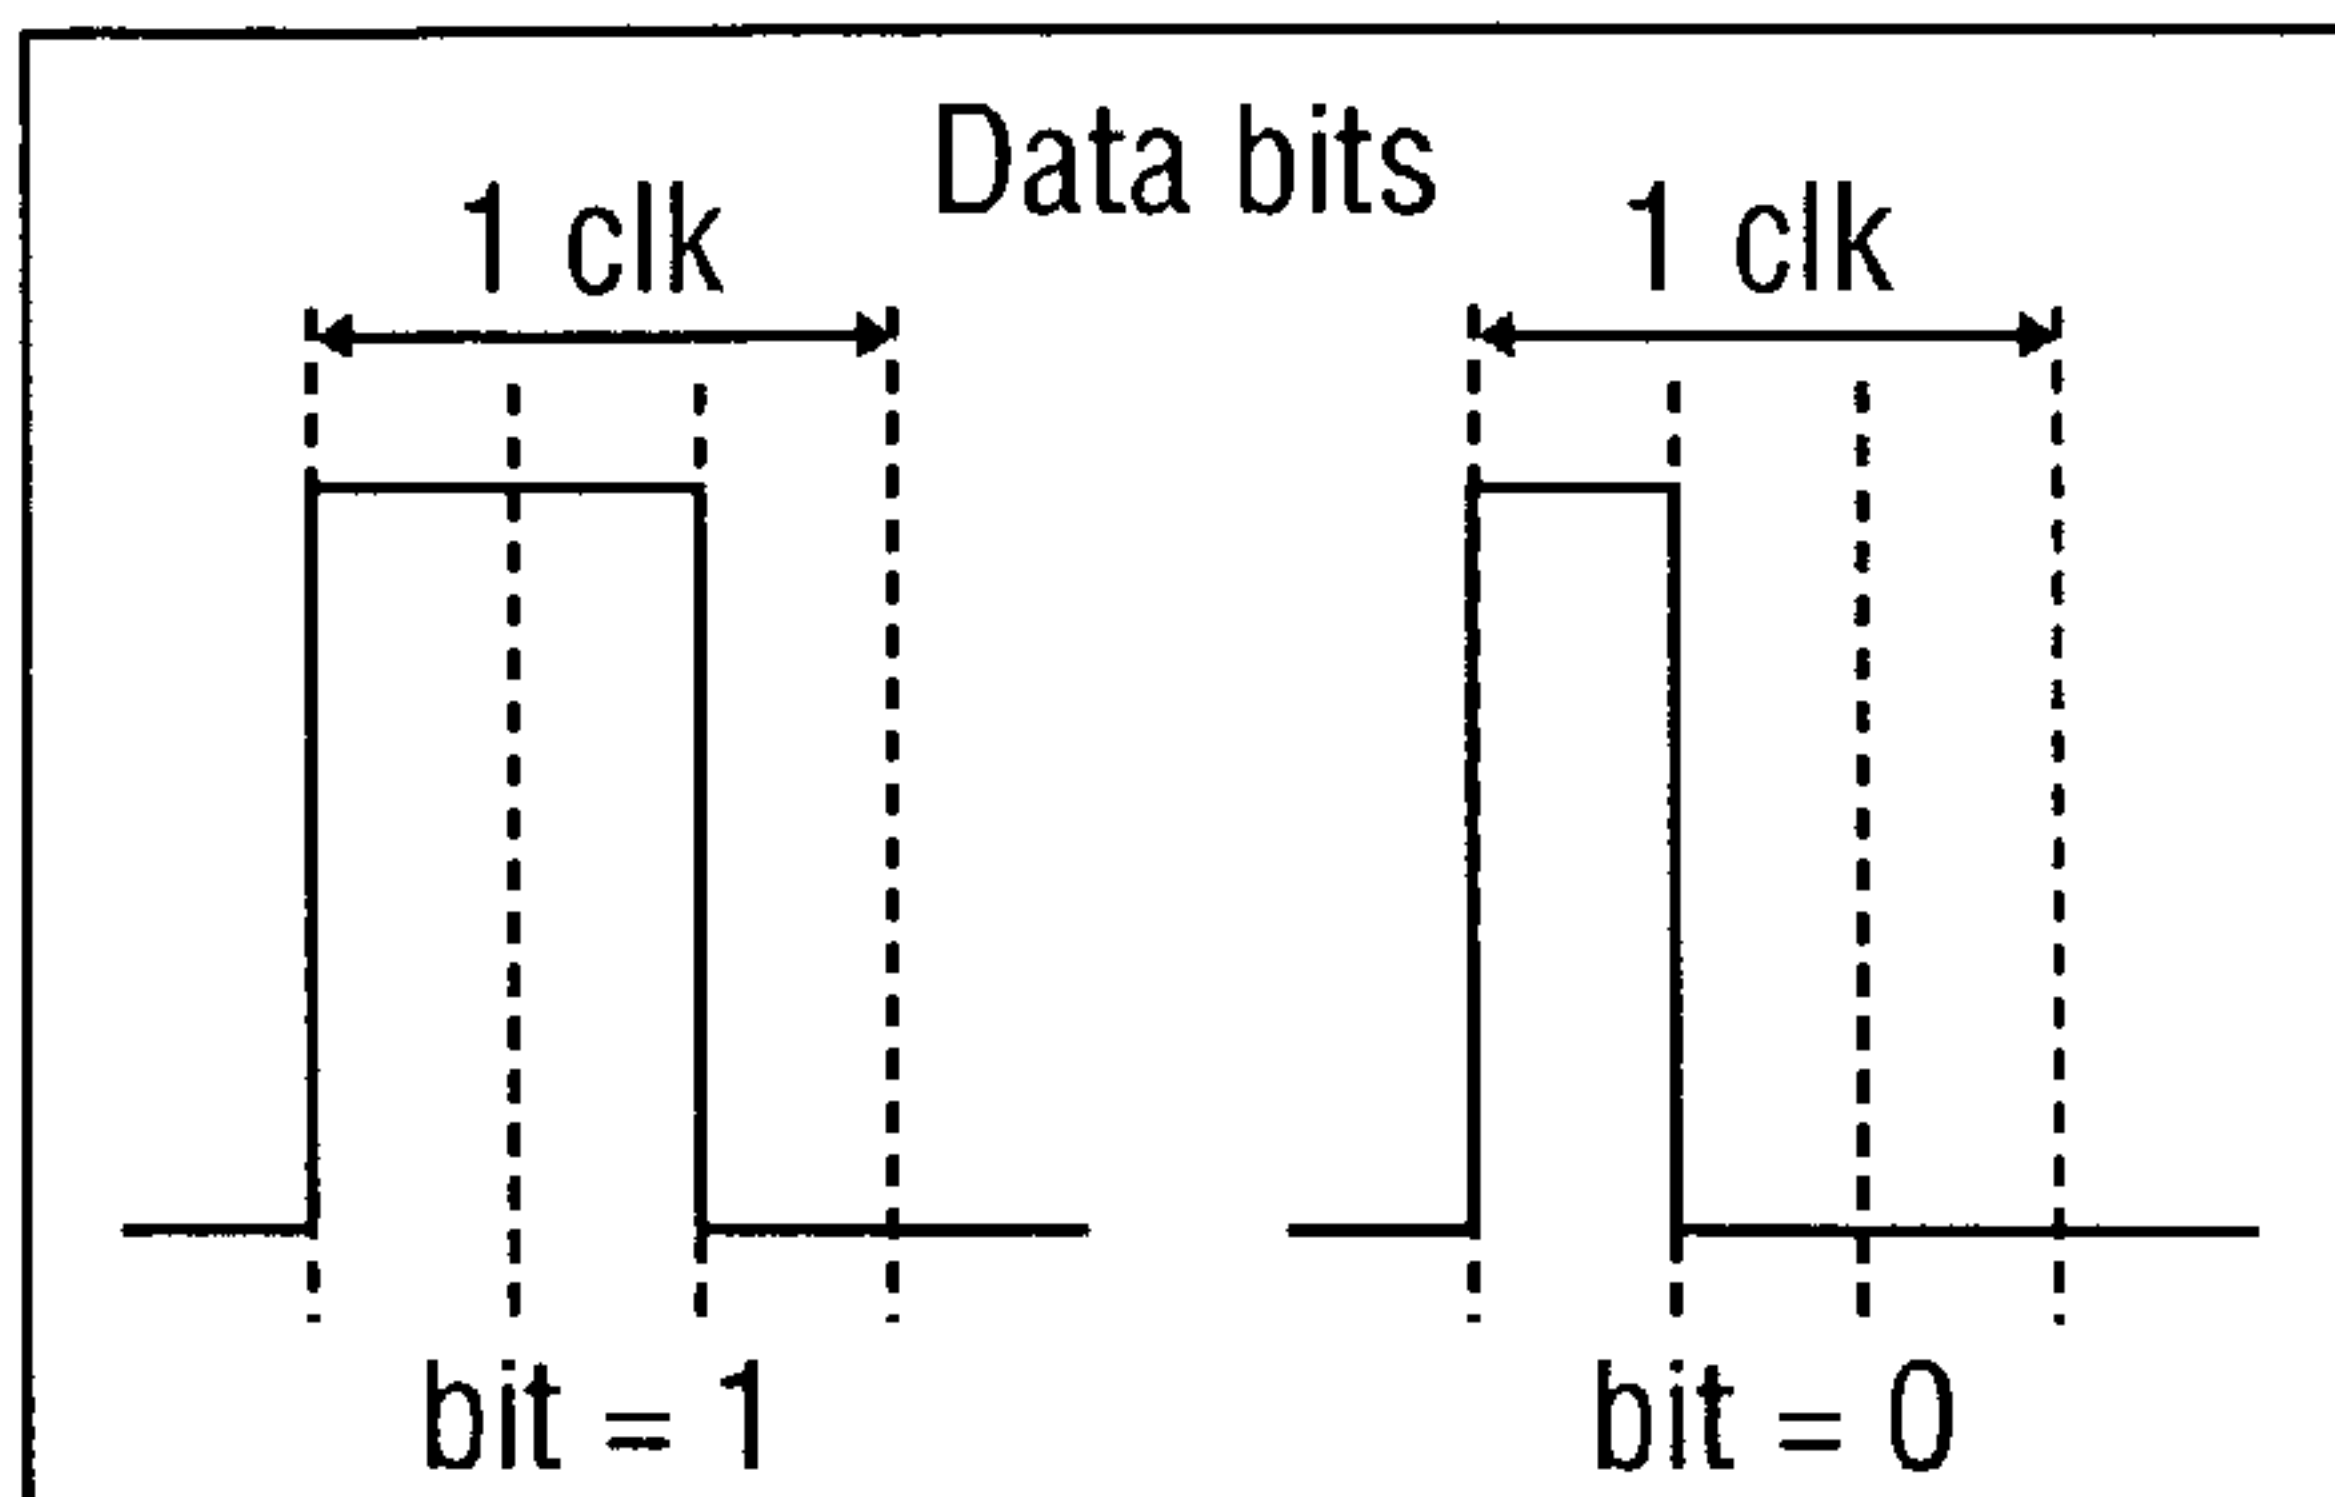 Data bits
1 clk
1 clk
bit = 1
bit = 0